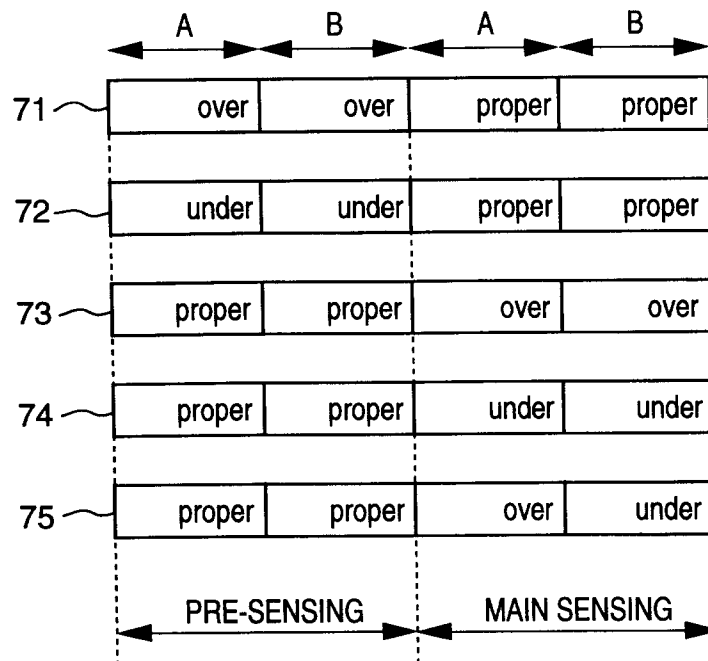 A B A B
71 over over proper proper
72 under under proper proper
73 proper proper over over
74 proper proper under under
75 proper proper over under
PRE-SENSING MAIN SENSING